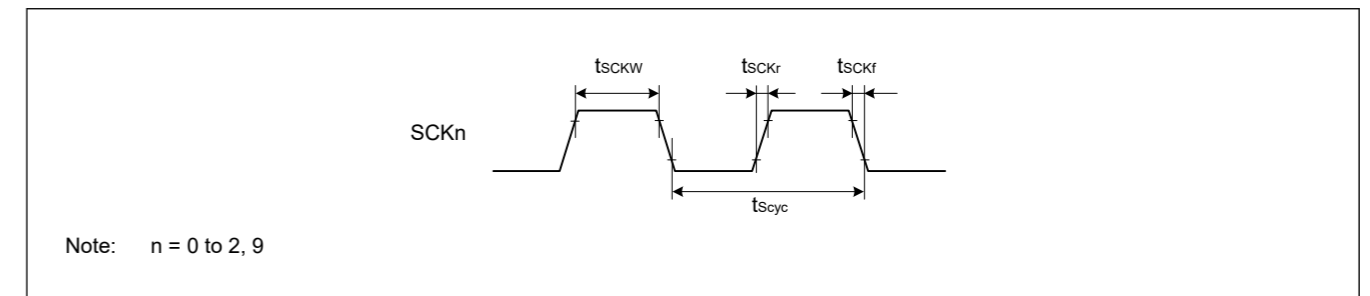 tSCKW tSCKr tSCKf
SCKn
tScyc
Note: n = 0 to 2, 9